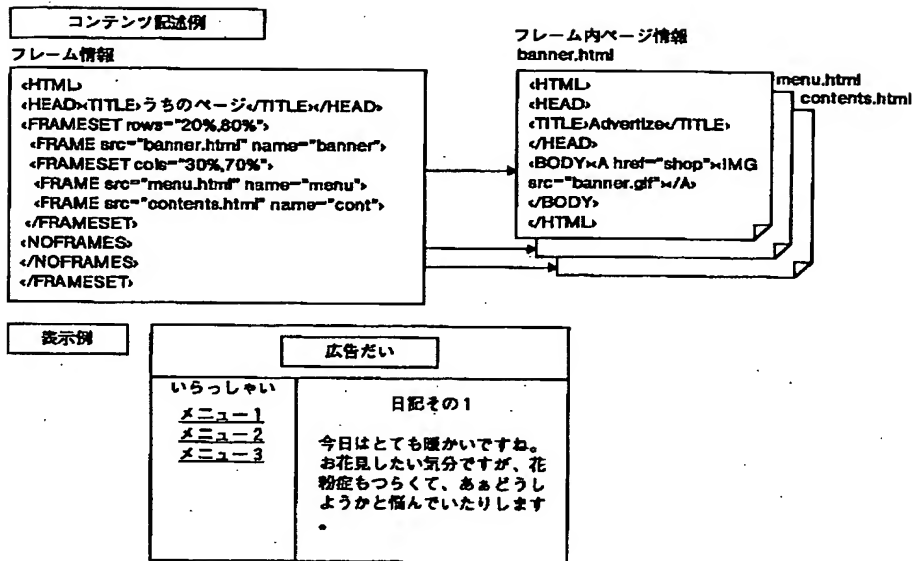 コンテンツ記述例
フレーム情報
<HTML>
<HEAD><TITLE>うちのページ</TITLE></HEAD>
<FRAMESET rows="20%,80%">
<FRAME src="banner.html" name="banner">
<FRAMESET cols="30%,70%">
<FRAME src="menu.html" name="menu">
<FRAME src="contents.html" name="cont">
</FRAMESET>
<NOFRAMES>
</NOFRAMES>
</FRAMESET>
フレーム内ページ情報
banner.html
<HTML>
<HEAD>
<TITLE>Advertize</TITLE>
</HEAD>
<BODY><A href="shop"><IMG
src="banner.gif"></A>
</BODY>
</HTML>
menu.html
contents.html
表示例
広告だい
いらっしゃい
メニュー1
メニュー2
メニュー3
日記その1
今日はとても暖かいですね。
お花見したい気分ですが、花
粉症もつらくて、あぁどうし
ようかと悩んでいたりします
。